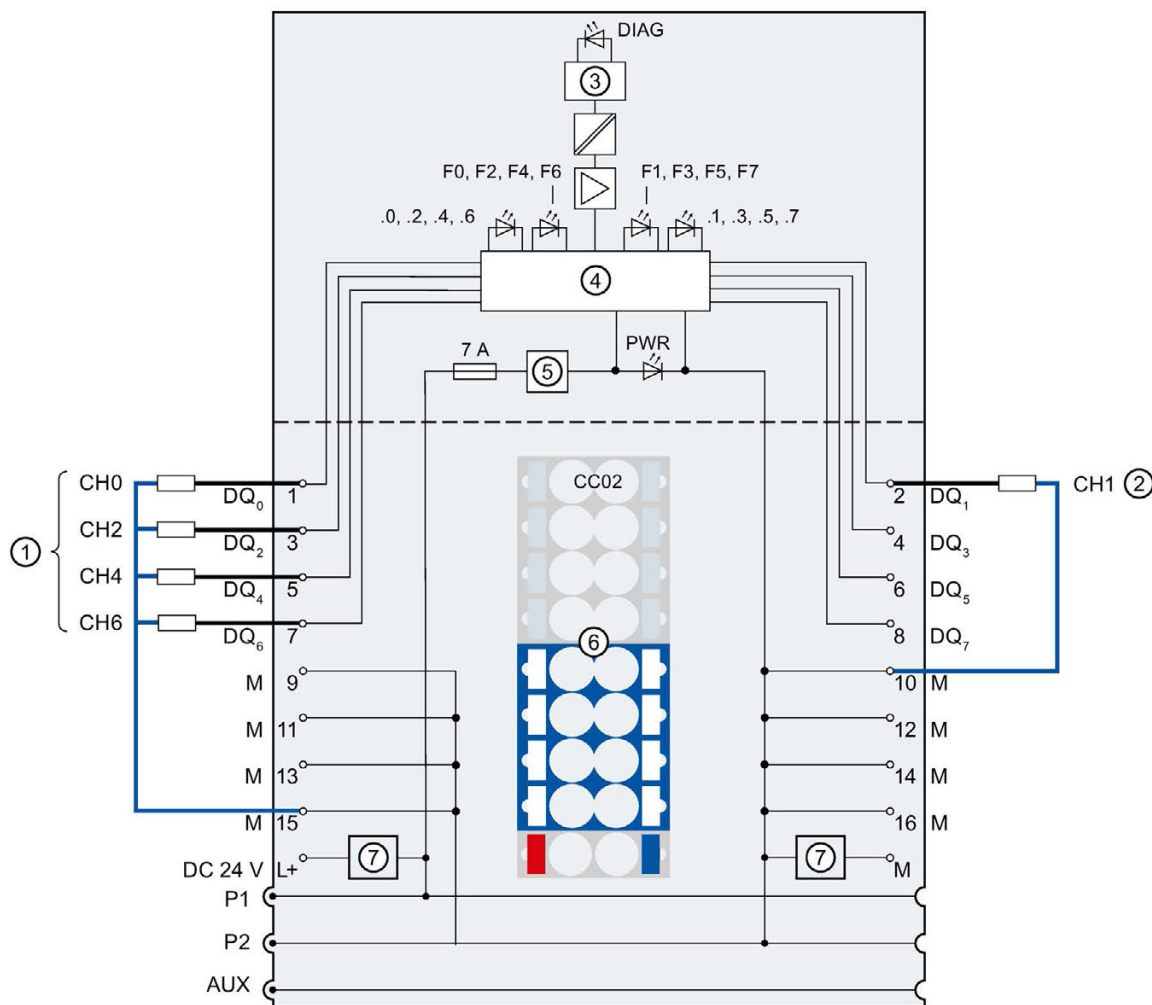 DIAG
③
F0, F2, F4, F6
F1, F3, F5, F7
.0, .2, .4, .6
.1, .3, .5, .7
④
7 A
⑤
PWR
CC02
①
CH0
DQ0
1
CH2
DQ2
3
CH4
DQ4
5
CH6
DQ6
7
2
DQ1
CH1 ②
4
DQ3
6
DQ5
8
DQ7
⑥
M 9
10 M
M 11
12 M
M 13
14 M
M 15
16 M
DC 24 V L+
⑦
⑦
M
P1
P2
AUX